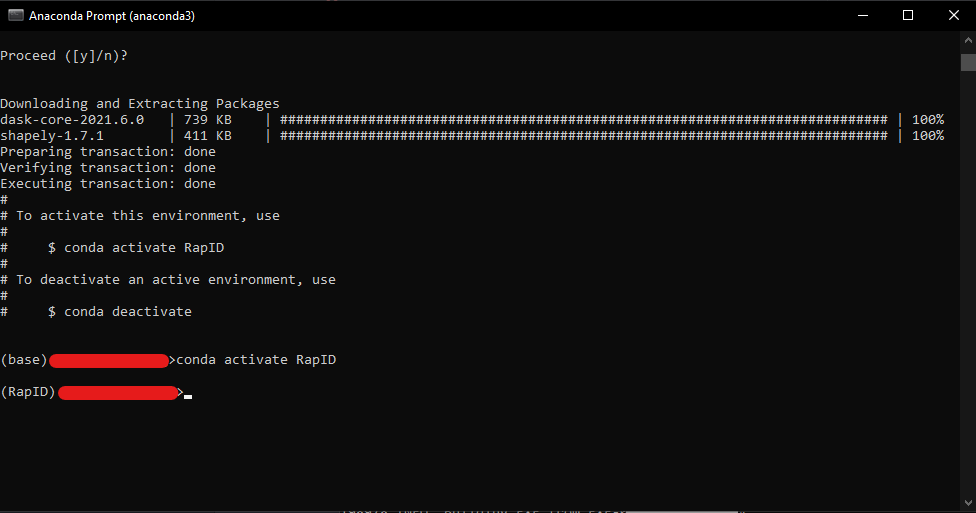 Anaconda Prompt (anaconda3)
Proceed ([y]/n)?
Downloading and Extracting Packages
dask-core-2021.6.0   | 739 KB    | ############################################################################ | 100%
shapely-1.7.1        | 411 KB    | ############################################################################ | 100%
Preparing transaction: done
Verifying transaction: done
Executing transaction: done
#
# To activate this environment, use
#
#     $ conda activate RapID
#
# To deactivate an active environment, use
#
#     $ conda deactivate
(base) >conda activate RapID
(RapID) >